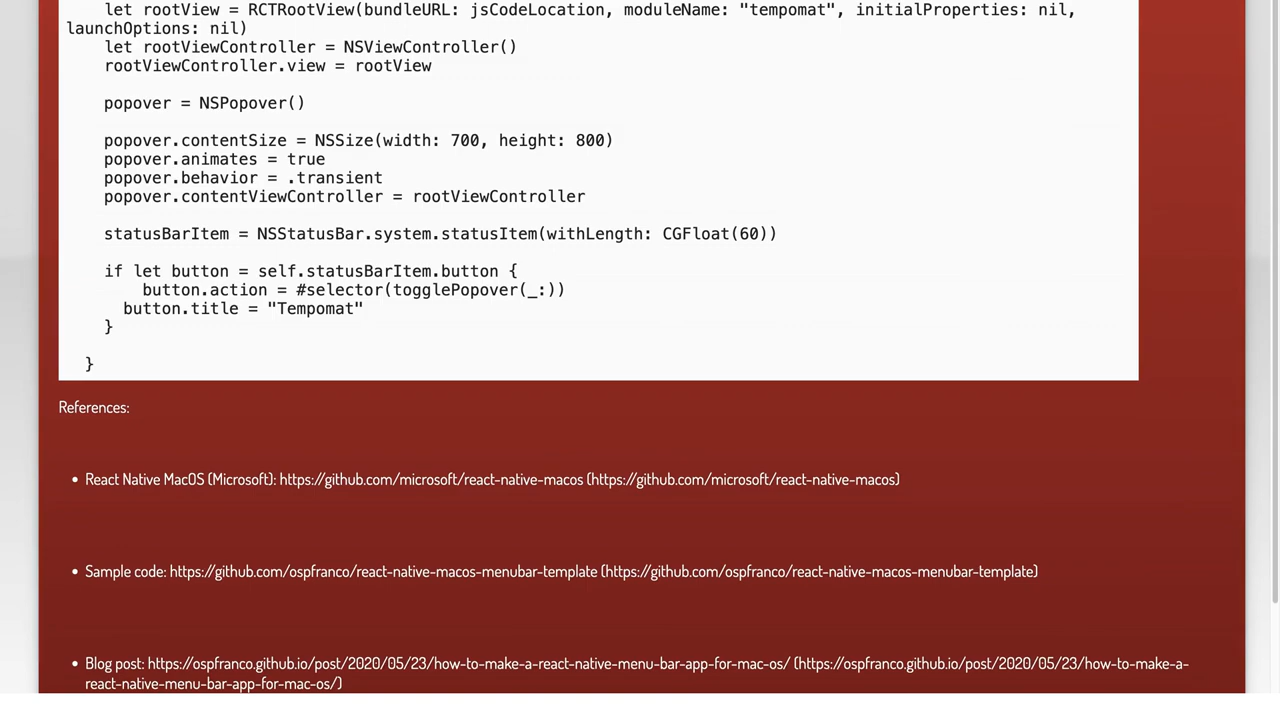 let rootView = RCTRootView(bundleURL: jsCodeLocation, moduleName: "tempomat", initialProperties: nil,
launchOptions: nil)
let rootViewController = NSViewController()
rootViewController.view = rootView
popover = NSPopover()
popover.contentSize = NSSize(width: 700, height: 800)
popover.animates = true
popover.behavior = .transient
popover.contentViewController = rootViewController
statusBarItem = NSStatusBar.system.statusItem(withLength: CGFloat(60))
if let button = self.statusBarItem.button {
button.action = #selector(togglePopover(_:))
button.title = "Tempomat"
}
}
References:
• React Native MacOS (Microsoft): https://github.com/microsoft/react-native-macos (https://github.com/microsoft/react-native-macos)
• Sample code: https://github.com/ospfranco/react-native-macos-menubar-template (https://github.com/ospfranco/react-native-macos-menubar-template)
• Blog post: https://ospfranco.github.io/post/2020/05/23/how-to-make-a-react-native-menu-bar-app-for-mac-os/ (https://ospfranco.github.io/post/2020/05/23/how-to-make-a-
react-native-menu-bar-app-for-mac-os/)